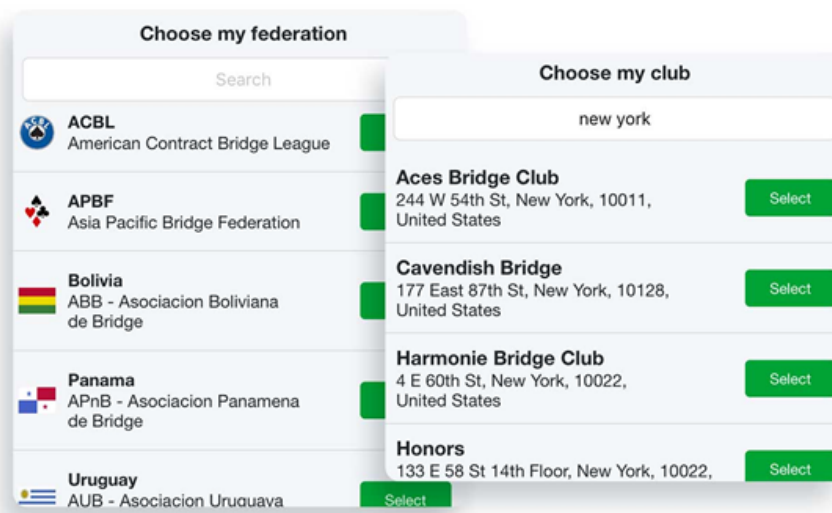 Choose my federation
Search
ACBL
American Contract Bridge League
APBF
Asia Pacific Bridge Federation
Bolivia
ABB - Asociacion Boliviana
de Bridge
Panama
APnB - Asociacion Panamena
de Bridge
Uruguay
AUB - Asociacion Uruguaya
Select
Choose my club
new york
Aces Bridge Club
244 W 54th St, New York, 10011,
United States
Select
Cavendish Bridge
177 East 87th St, New York, 10128,
United States
Select
Harmonie Bridge Club
4 E 60th St, New York, 10022,
United States
Select
Honors
133 E 58 St 14th Floor, New York, 10022,
Select